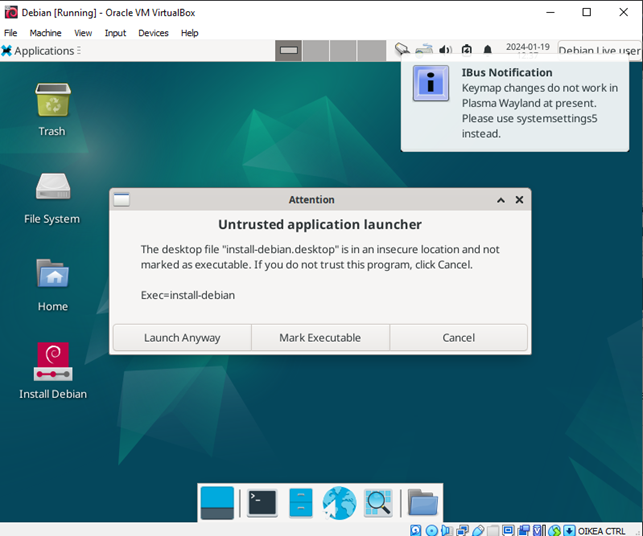 Debian [Running] - Oracle VM VirtualBox
File Machine View Input Devices Help
Applications
2024-01-19
Debian Live user
IBus Notification
Keymap changes do not work in
Plasma Wayland at present.
Please use systemsettings5
instead.
Trash
File System
Home
Install Debian
Attention
Untrusted application launcher
The desktop file "install-debian.desktop" is in an insecure location and not
marked as executable. If you do not trust this program, click Cancel.
Exec=install-debian
Launch Anyway
Mark Executable
Cancel
OIKEA CTRL